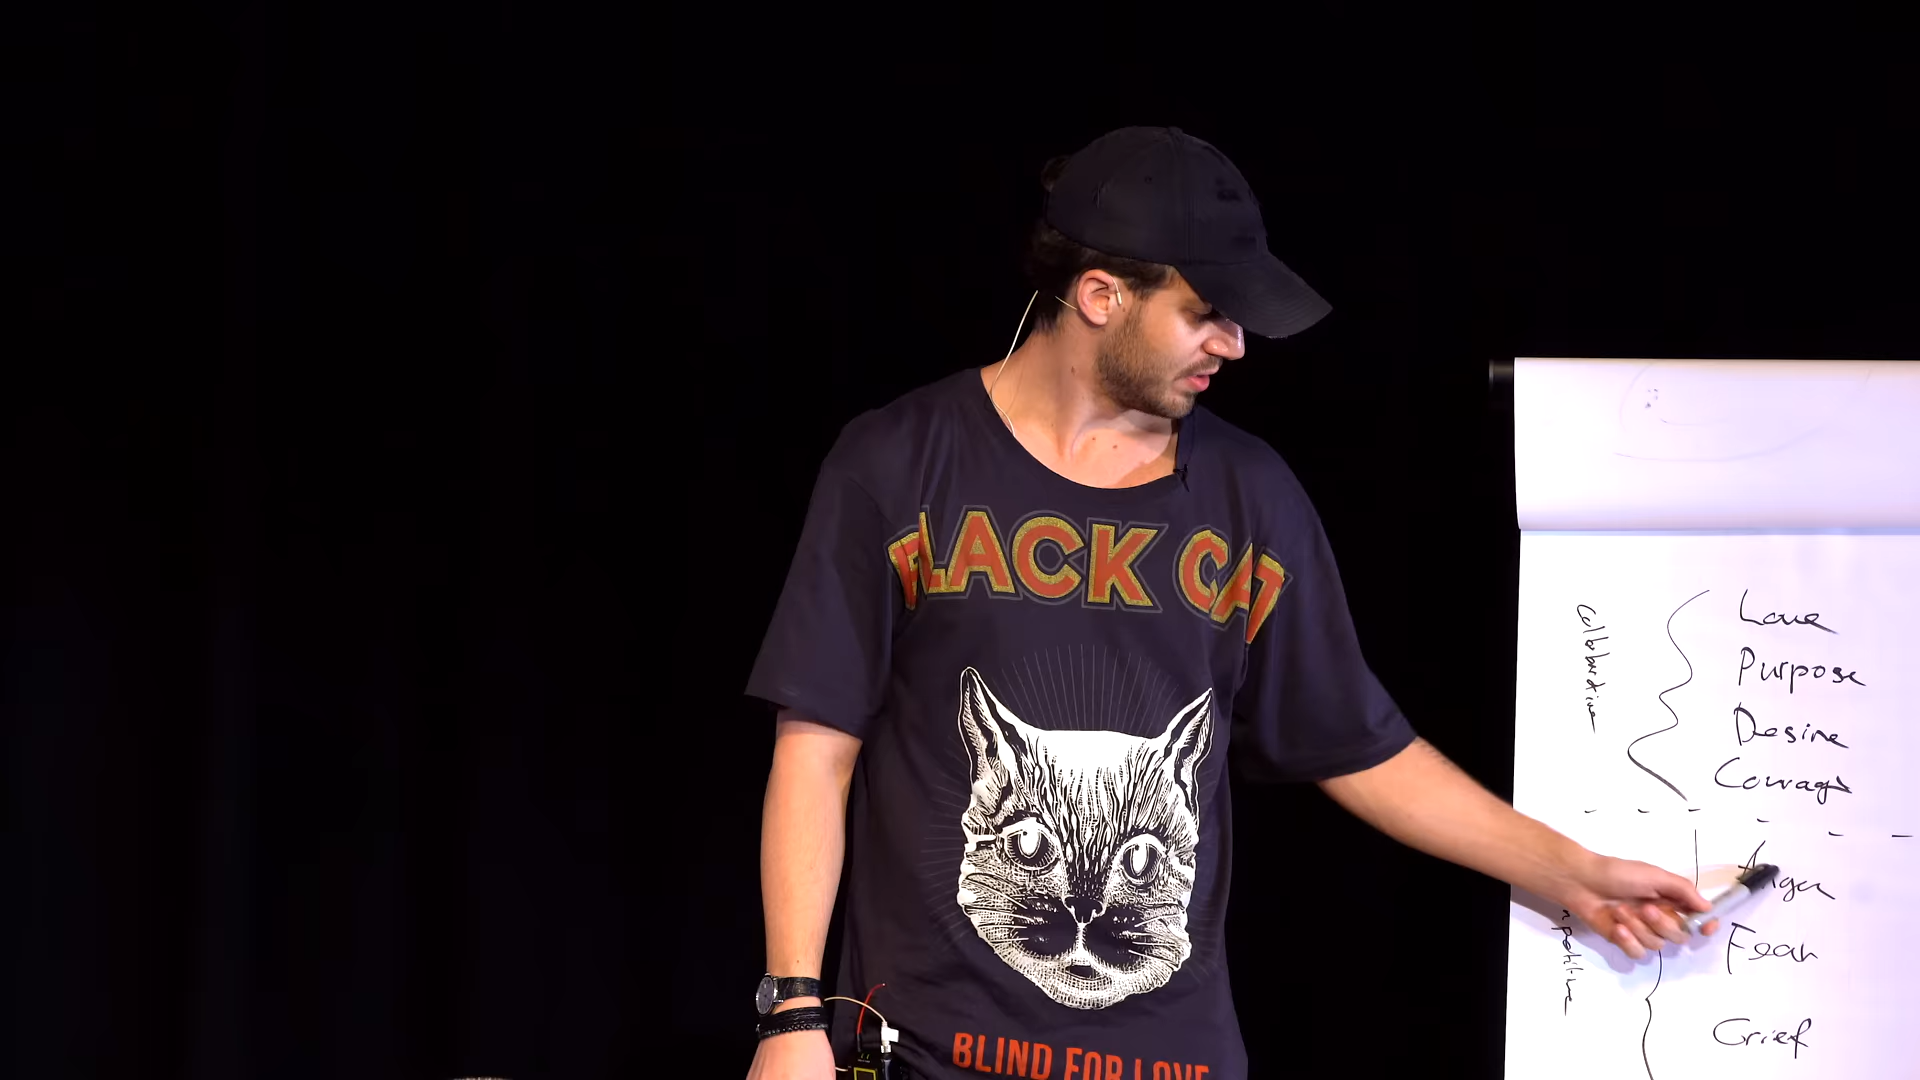 BLACK CAT
BLIND FOR LOVE
Collaborative
Love
Purpose
Desire
Courage
Anger
Fear
Grief